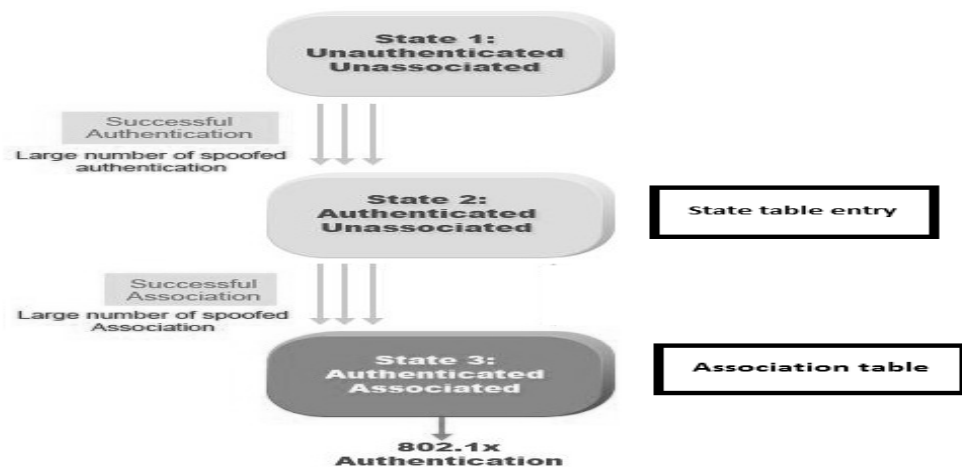 State 1:
Unauthenticated
Unassociated
Successful
Authentication
Large number of spoofed
authentication
State 2:
Authenticated
Unassociated
State table entry
Successful
Association
Large number of spoofed
Association
State 3:
Authenticated
Associated
Association table
802.1x
Authentication